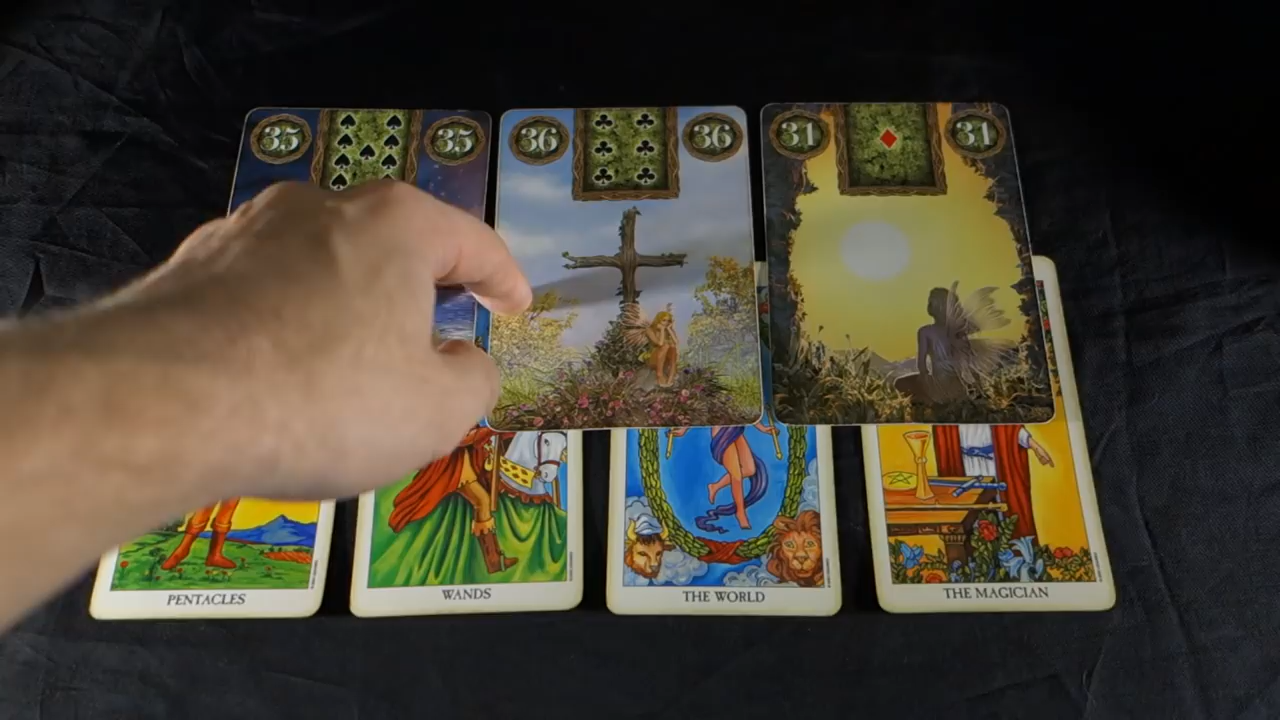 35 35
36 36
31 31
PENTACLES
WANDS
THE WORLD
THE MAGICIAN